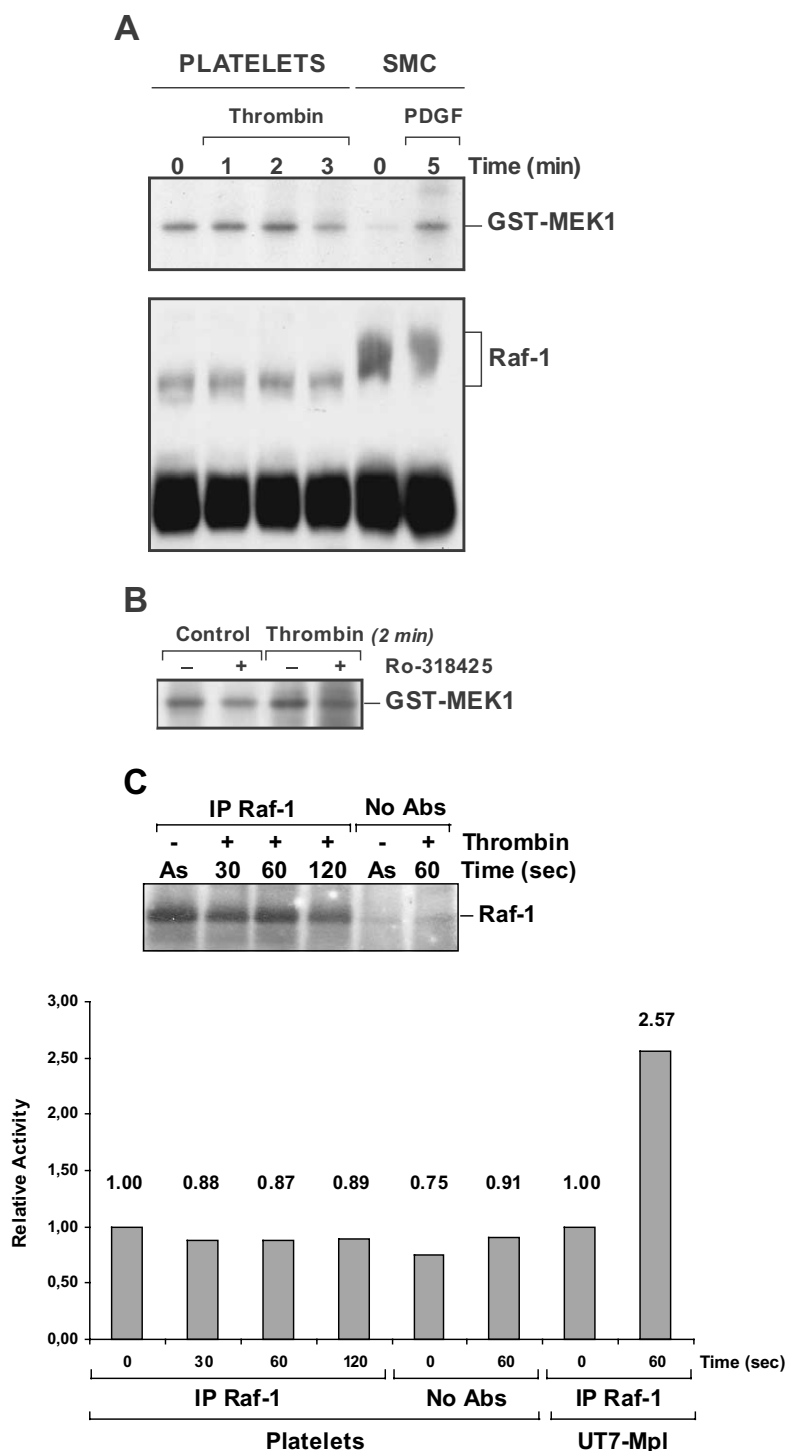 A
PLATELETS SMC
Thrombin PDGF
0 1 2 3 0 5 Time (min)
GST-MEK1
Raf-1
B
Control Thrombin (2 min)
– + – + Ro-318425
GST-MEK1
C
IP Raf-1 No Abs
- + + + - + Thrombin
As 30 60 120 As 60 Time (sec)
Raf-1
3,00
2.57
2,50
2,00
1,50
1.00 0.88 0.87 0.89 0.75 0.91 1.00
1,00
0,50
0,00
Relative Activity
0 30 60 120 0 60 0 60 Time (sec)
IP Raf-1 No Abs IP Raf-1
Platelets UT7-Mpl